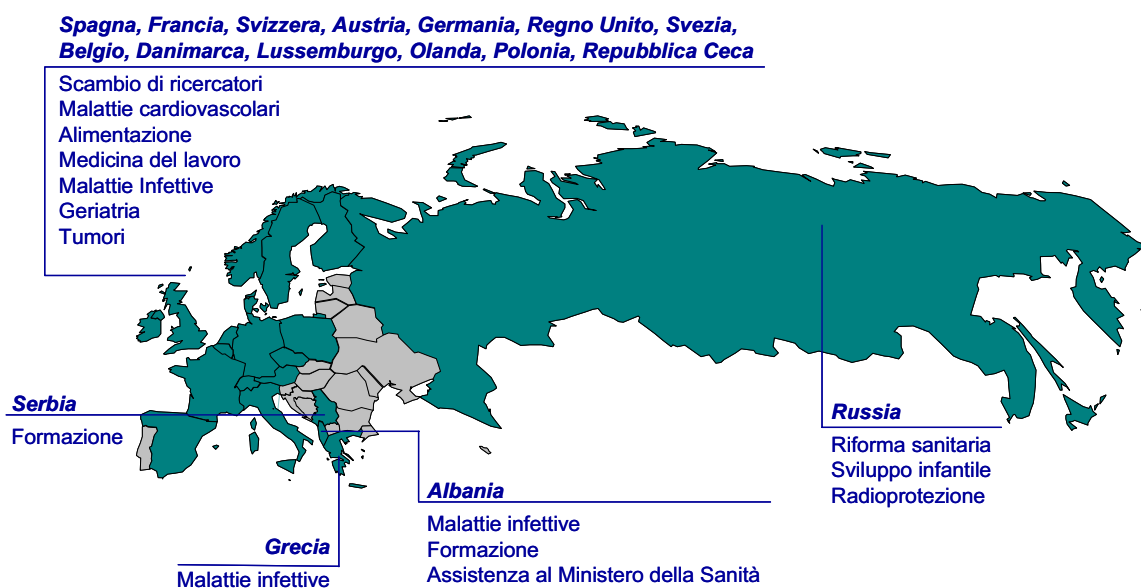 Spagna, Francia, Svizzera, Austria, Germania, Regno Unito, Svezia,
Belgio, Danimarca, Lussemburgo, Olanda, Polonia, Repubblica Ceca
Scambio di ricercatori
Malattie cardiovascolari
Alimentazione
Medicina del lavoro
Malattie Infettive
Geriatria
Tumori
Serbia
Formazione
Russia
Riforma sanitaria
Sviluppo infantile
Radioprotezione
Albania
Malattie infettive
Formazione
Assistenza al Ministero della Sanità
Grecia
Malattie infettive